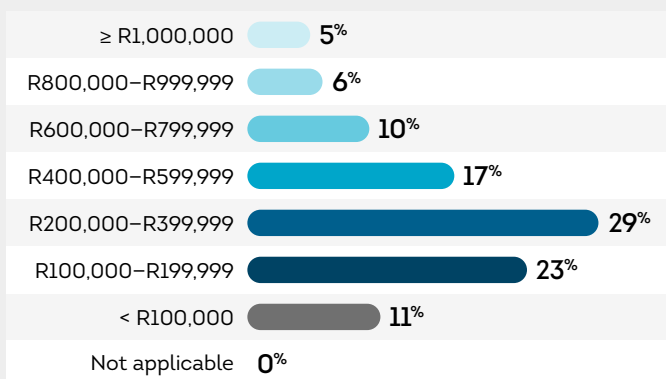 ≥ R1,000,000 5%
R800,000–R999,999 6%
R600,000–R799,999 10%
R400,000–R599,999 17%
R200,000–R399,999 29%
R100,000–R199,999 23%
< R100,000 11%
Not applicable 0%